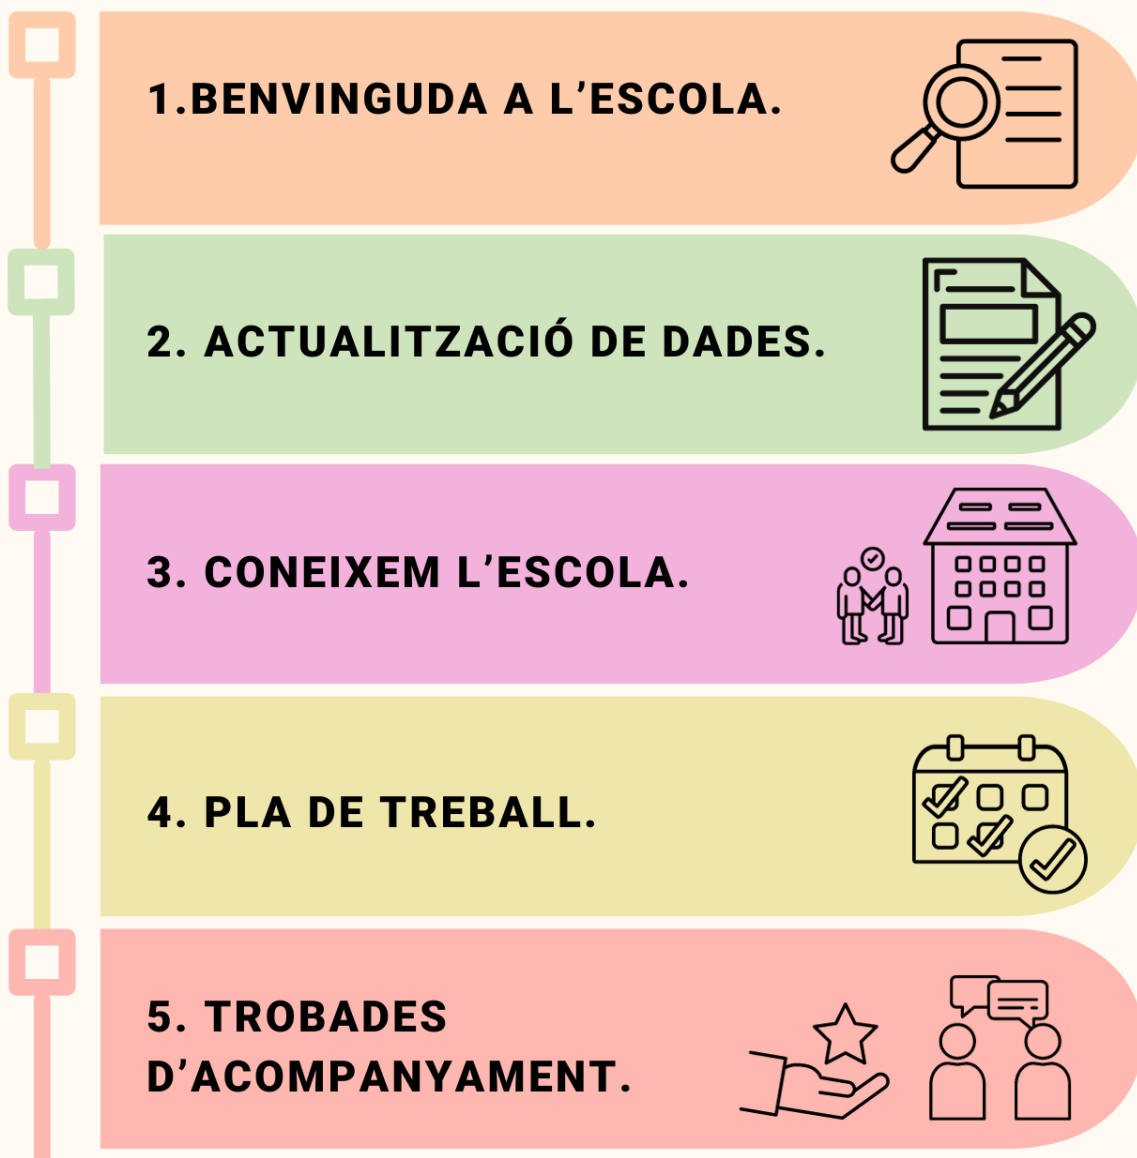 1.BENVINGUDA A L’ESCOLA.
2. ACTUALITZACIÓ DE DADES.
3. CONEIXEM L’ESCOLA.
4. PLA DE TREBALL.
5. TROBADES
D’ACOMPANYAMENT.